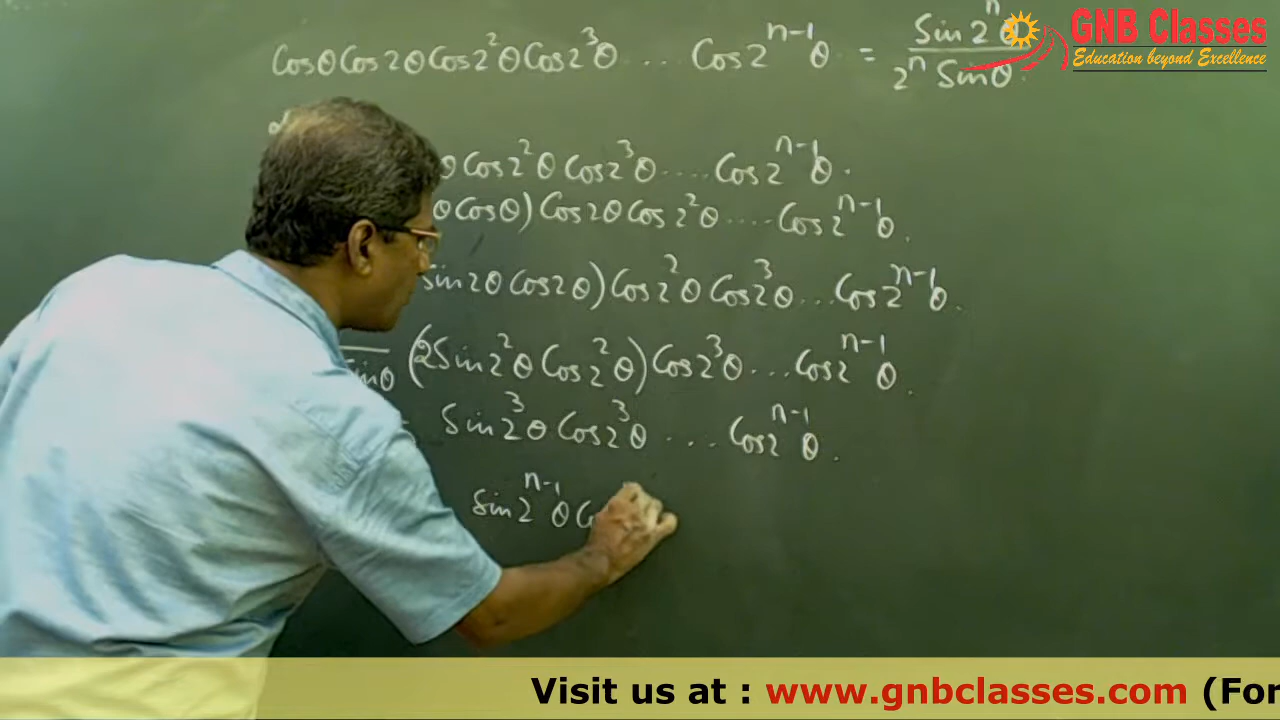 Cosθ Cos2θ Cos2²θ Cos2³θ ... Cos2ⁿ⁻¹θ = Sin2ⁿθ / 2ⁿ Sinθ.
GNB Classes
Education beyond Excellence
θ Cos2²θ Cos2³θ .... Cos2ⁿ⁻¹θ.
θ Cosθ) Cos2θ Cos2²θ .... Cos2ⁿ⁻¹θ.
Sin2θ Cos2θ) Cos2²θ Cos2³θ ... Cos2ⁿ⁻¹θ.
Sinθ (2Sin2²θ Cos2²θ) Cos2³θ ... Cos2ⁿ⁻¹θ.
Sin2³θ Cos2³θ ... Cos2ⁿ⁻¹θ.
Sin2ⁿ⁻¹θ
Visit us at : www.gnbclasses.com (For